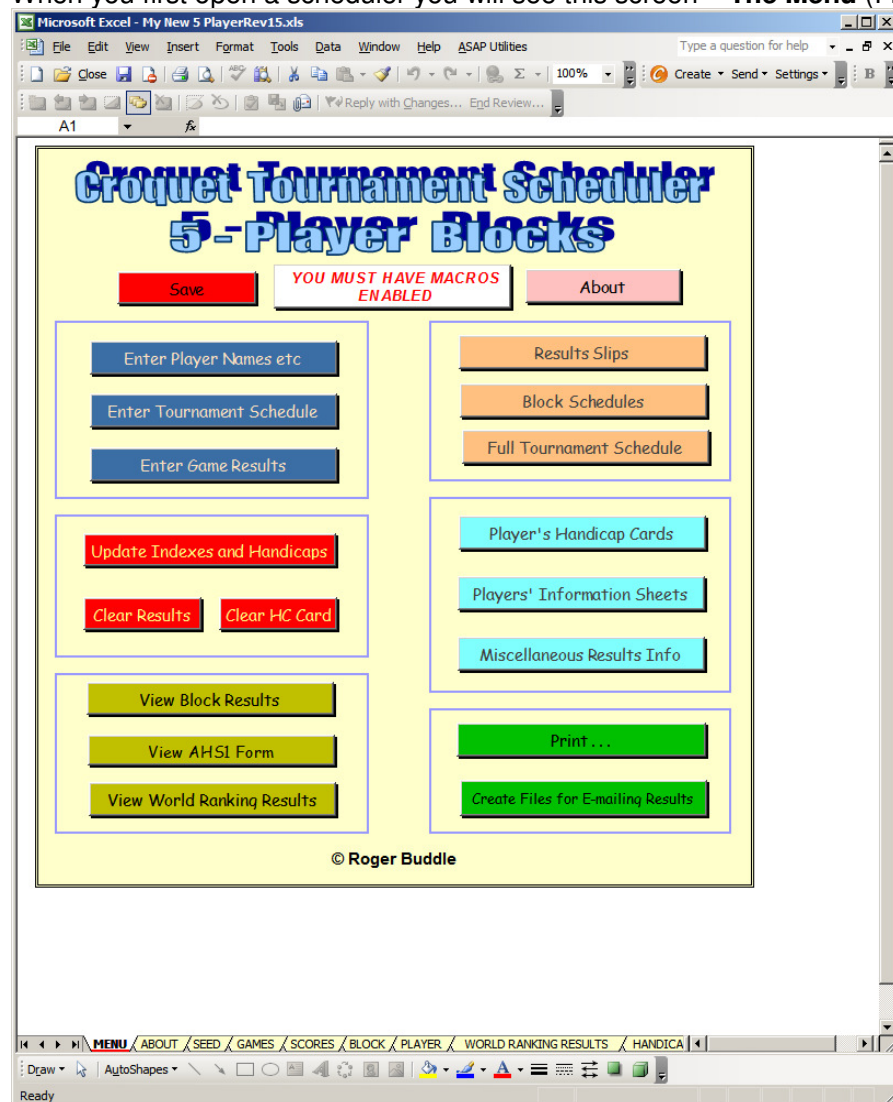 When you first open a scheduler you will see this screen – The Menu (
Microsoft Excel - My New 5 PlayerRev15.xls
File Edit View Insert Format Tools Data Window Help ASAP Utilities Type a question for help
Close 100% Create Send Settings B
Reply with Changes... End Review...
A1 fx
Croquet Tournament Scheduler
5 - Player Blocks
Save
YOU MUST HAVE MACROS
ENABLED
About
Enter Player Names etc
Enter Tournament Schedule
Enter Game Results
Results Slips
Block Schedules
Full Tournament Schedule
Update Indexes and Handicaps
Clear Results Clear HC Card
Player's Handicap Cards
Players' Information Sheets
Miscellaneous Results Info
View Block Results
View AHS1 Form
View World Ranking Results
Print...
Create Files for E-mailing Results
© Roger Buddle
MENU ABOUT SEED GAMES SCORES BLOCK PLAYER WORLD RANKING RESULTS HANDICA
Draw AutoShapes
Ready